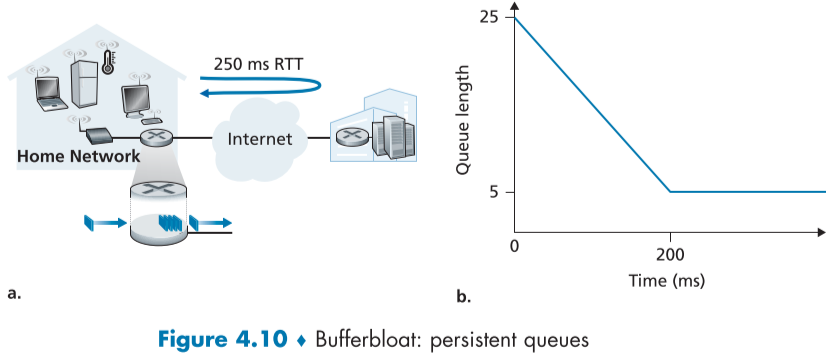 250 ms RTT
Internet
Home Network
a.
25
5
Queue length
0
200
Time (ms)
b.
Figure 4.10 ♦ Bufferbloat: persistent queues